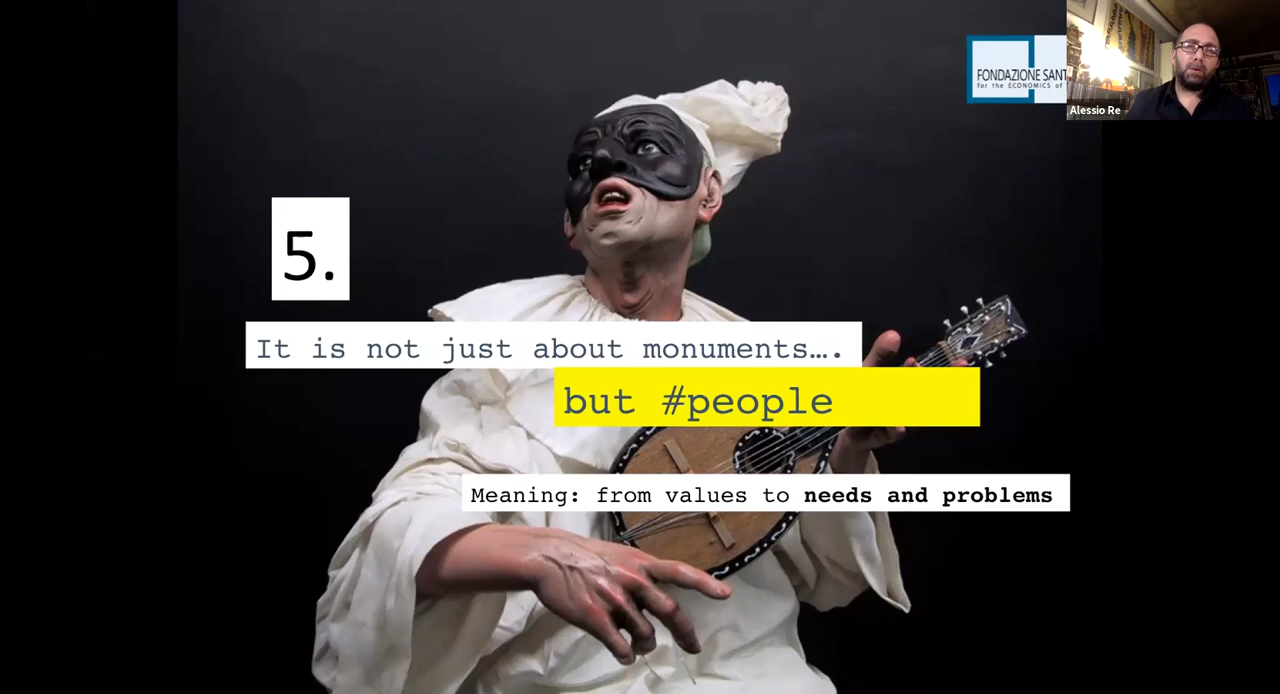 FONDAZIONE SANT
for the ECONOMICS of
Alessio Re
5.
It is not just about monuments….
but #people
Meaning: from values to needs and problems